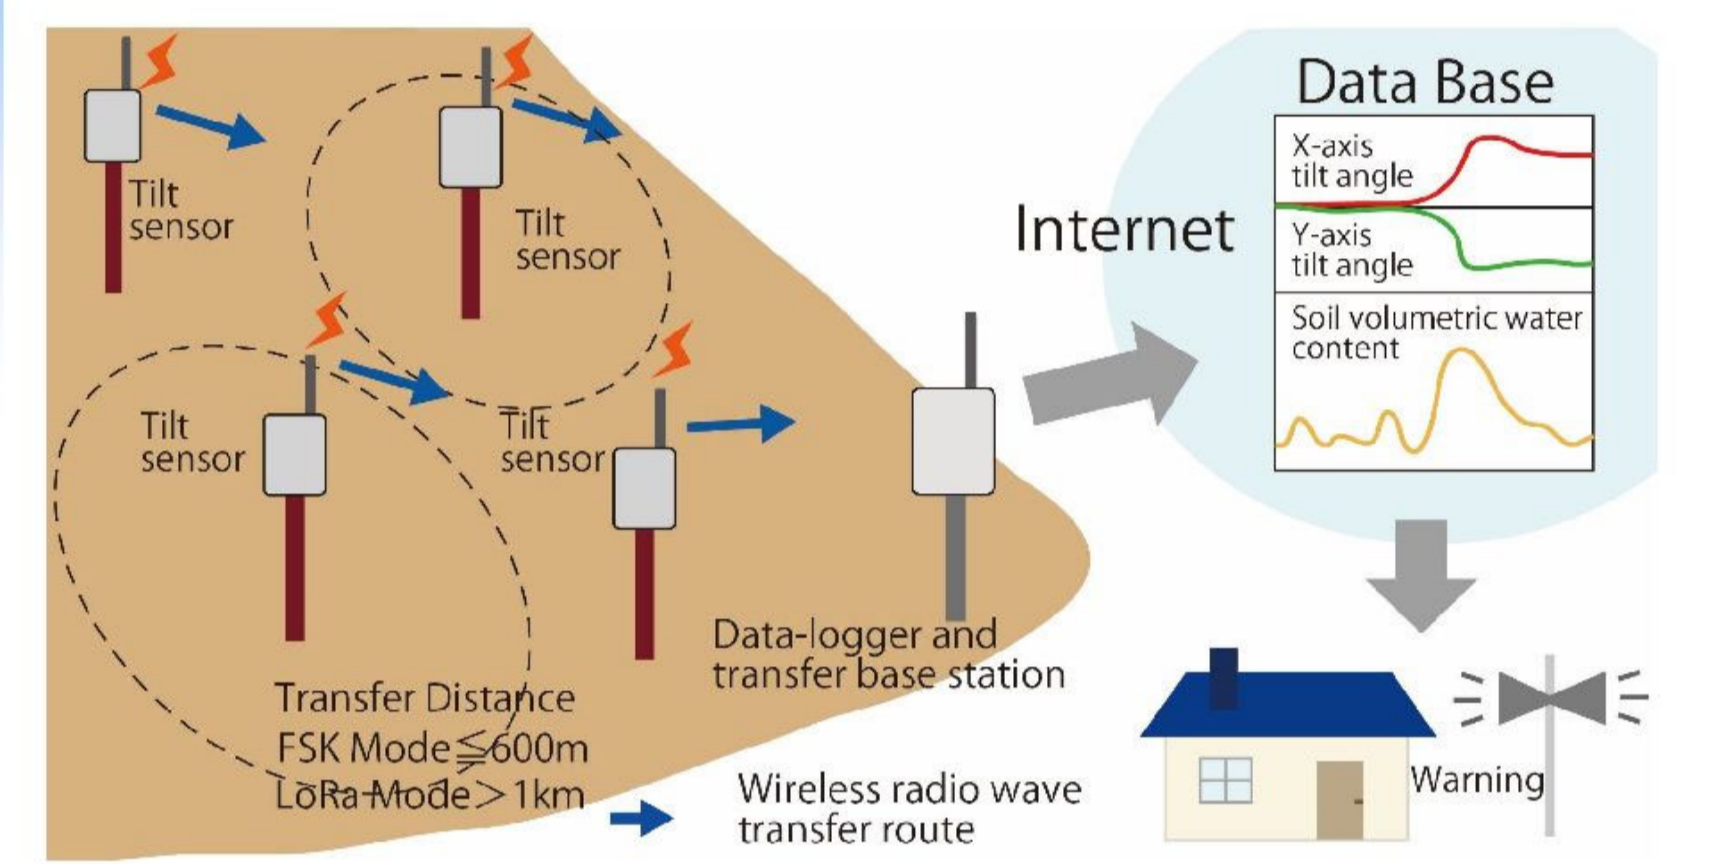 Tilt
sensor
Tilt
sensor
Tilt
sensor
Tilt
sensor
Transfer Distance
FSK Mode≦600m
LoRa Mode>1km
Data-logger and
transfer base station
Wireless radio wave
transfer route
Internet
Data Base
X-axis
tilt angle
Y-axis
tilt angle
Soil volumetric water
content
Warning